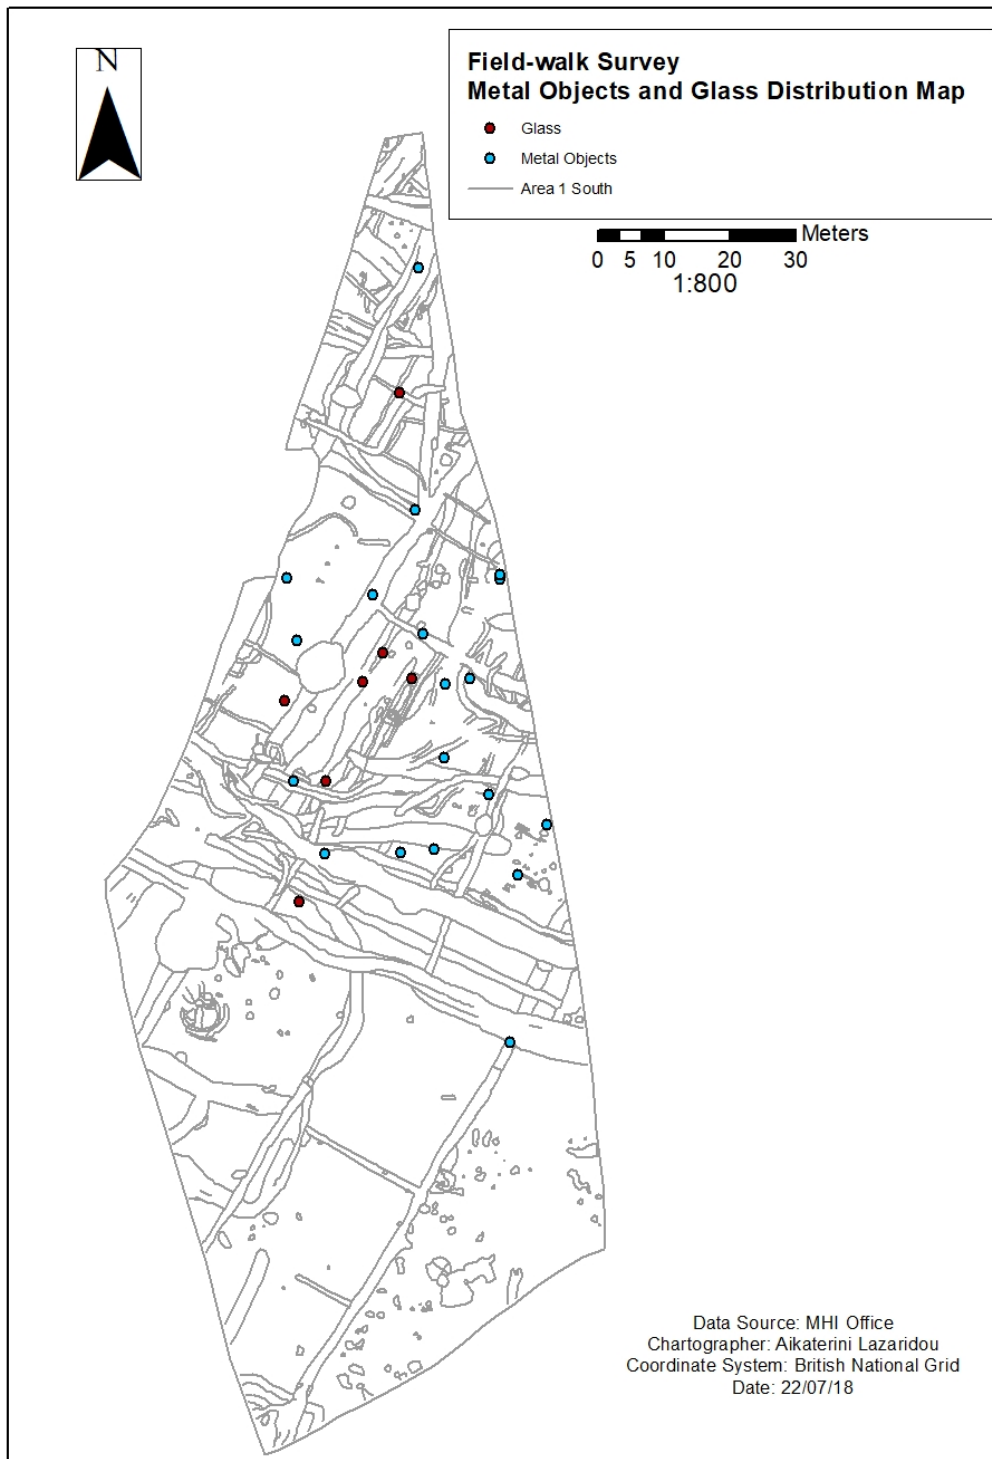 N
Field-walk Survey
Metal Objects and Glass Distribution Map
Glass
Metal Objects
Area 1 South
Meters
0 5 10 20 30
1:800
Data Source: MHI Office
Chartographer: Aikaterini Lazaridou
Coordinate System: British National Grid
Date: 22/07/18